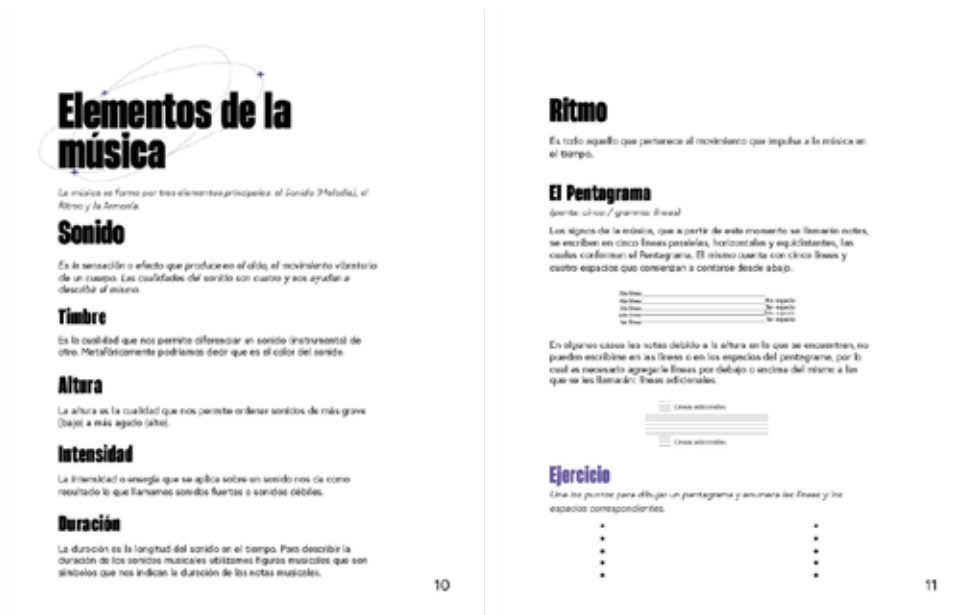 Elementos de la
música
La música se forma por tres elementos principales: el Sonido (Melodía), el
Ritmo y la Armonía.
Sonido
Es la sensación o efecto que produce en el oído, el movimiento vibratorio
de un cuerpo. Las cualidades del sonido son cuatro y nos ayudan a
describir al mismo.
Timbre
Es la cualidad que nos permite diferenciar un sonido (instrumento) de
otro. Metafóricamente podríamos decir que es el color del sonido.
Altura
La altura es la cualidad que nos permite ordenar sonidos de más grave
(bajo) a más agudo (alto).
Intensidad
La intensidad o energía que se aplica sobre un sonido nos da como
resultado lo que llamamos sonidos fuertes o sonidos débiles.
Duración
La duración es la longitud del sonido en el tiempo. Para describir la
duración de los sonidos musicales utilizamos figuras musicales que son
símbolos que nos indican la duración de las notas musicales.
10
Ritmo
Es todo aquello que pertenece al movimiento que impulsa a la música en
el tiempo.
El Pentagrama
(penta: cinco / gramma: líneas)
Los signos de la música, que a partir de este momento se llamarán notas,
se escriben en cinco líneas paralelas, horizontales y equidistantes, las
cuales conforman el Pentagrama. El mismo cuenta con cinco líneas y
cuatro espacios que comienzan a contarse desde abajo.
En algunos casos las notas debido a la altura en la que se encuentran, no
pueden escribirse en las líneas o en los espacios del pentagrama, por lo
cual es necesario agregarle líneas por debajo o encima del mismo a las
que se les llamarán: líneas adicionales.
Líneas adicionales
Líneas adicionales
Ejercicio
Une los puntos para dibujar un pentagrama y enumera las líneas y los
espacios correspondientes.
11